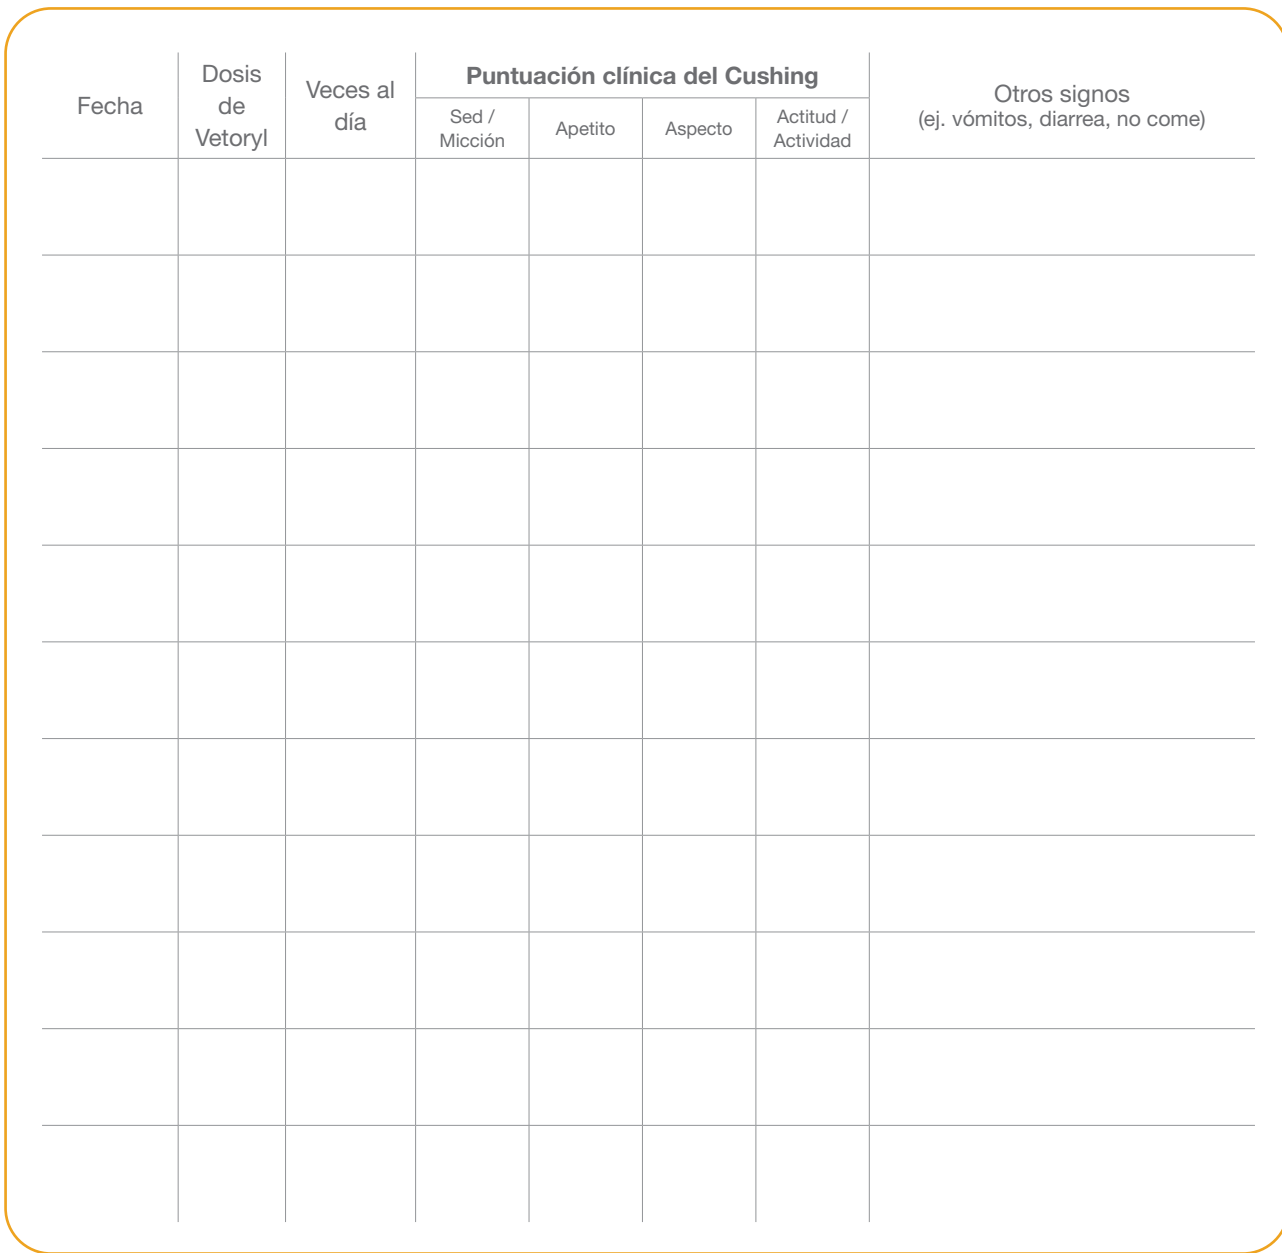 Fecha
Dosis
de
Vetoryl
Veces al
día
Puntuación clínica del Cushing
Sed /
Micción
Apetito
Aspecto
Actitud /
Actividad
Otros signos
(ej. vómitos, diarrea, no come)